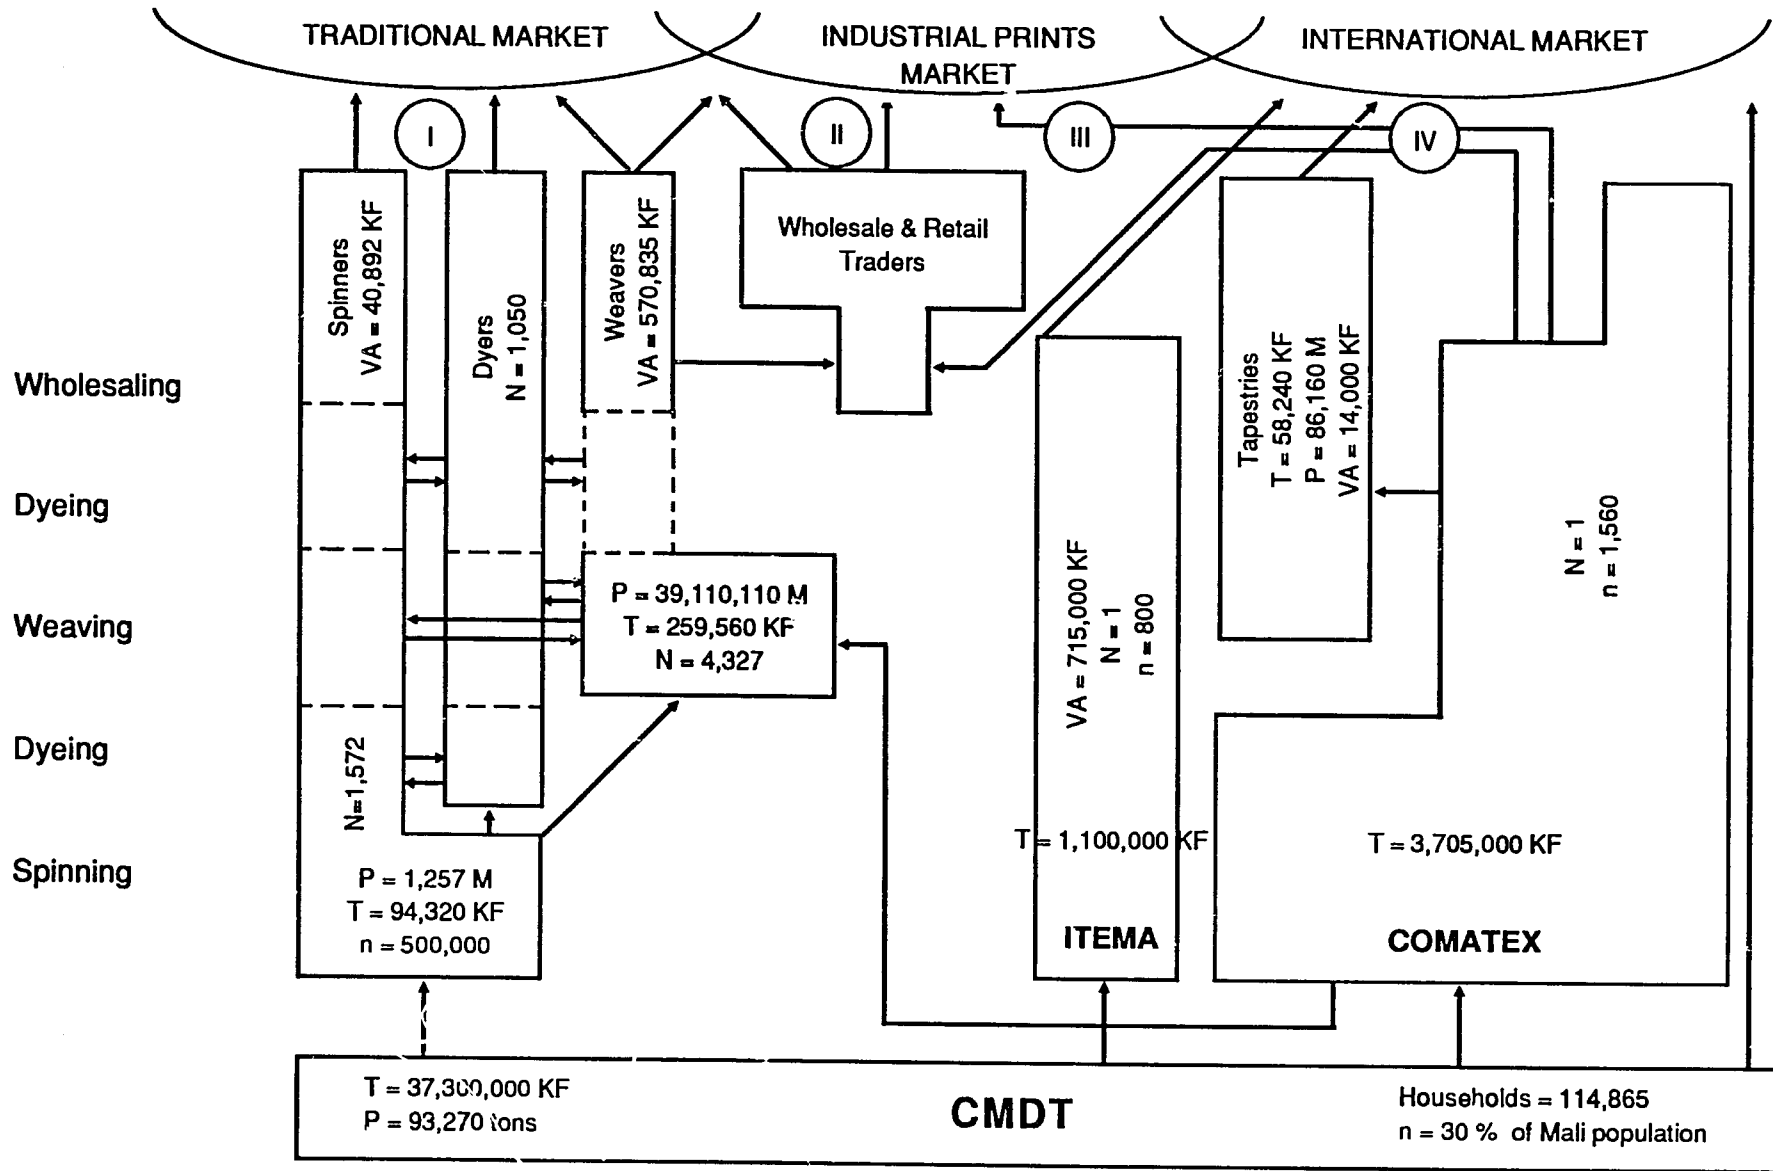 TRADITIONAL MARKET
INDUSTRIAL PRINTS
MARKET
INTERNATIONAL MARKET
I
II
III
IV
Spinners
VA = 40,892 KF
Dyers
N = 1,050
Weavers
VA = 570,835 KF
Wholesale & Retail
Traders
Tapestries
T = 58,240 KF
P = 86,160 M
VA = 14,000 KF
N = 1
n = 1,560
Wholesaling
Dyeing
Weaving
Dyeing
Spinning
P = 39,110,110 M
T = 259,560 KF
N = 4,327
VA = 715,000 KF
N = 1
n = 800
N=1,572
T = 1,100,000 KF
T = 3,705,000 KF
P = 1,257 M
T = 94,320 KF
n = 500,000
ITEMA
COMATEX
T = 37,300,000 KF
P = 93,270 tons
CMDT
Households = 114,865
n = 30 % of Mali population